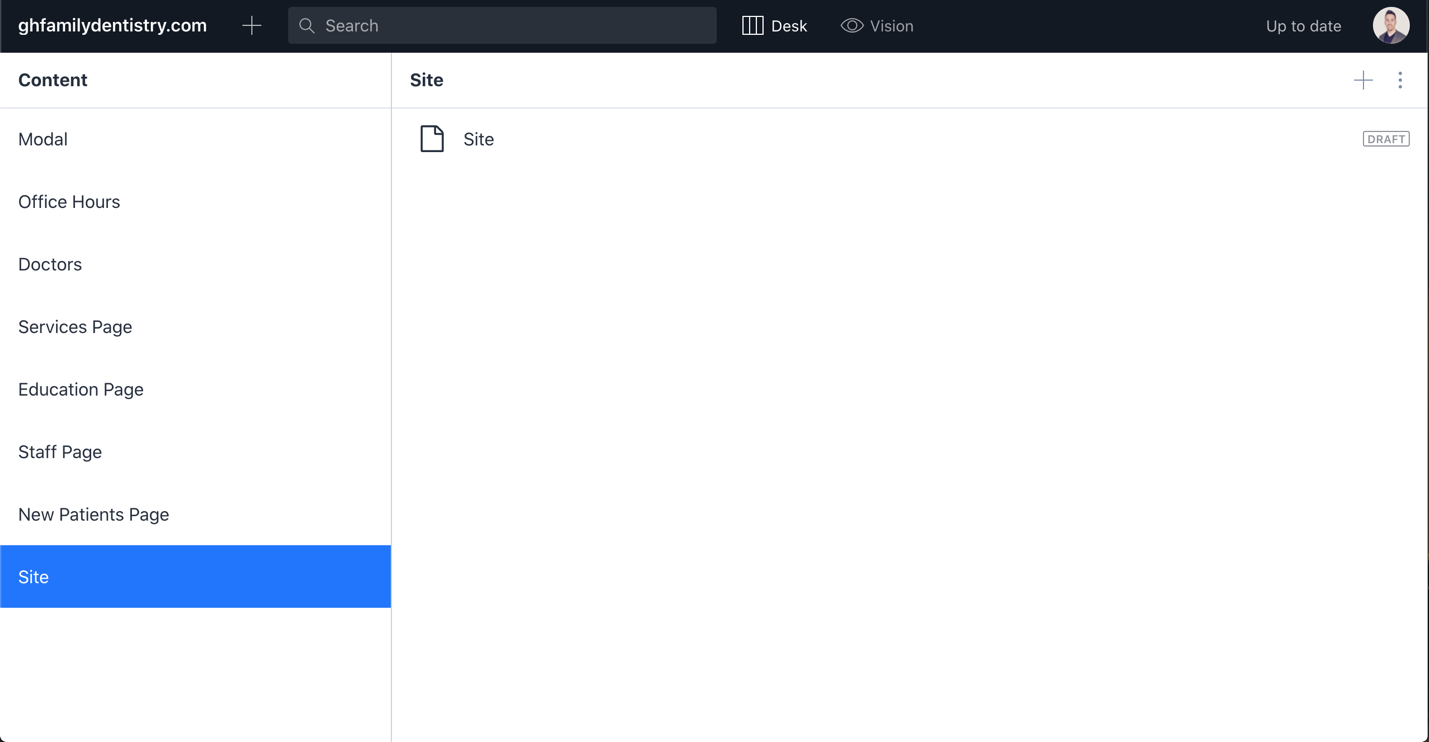 ghfamilydentistry.com
Search
Desk
Vision
Up to date
Content
Modal
Office Hours
Doctors
Services Page
Education Page
Staff Page
New Patients Page
Site
Site
Site
DRAFT